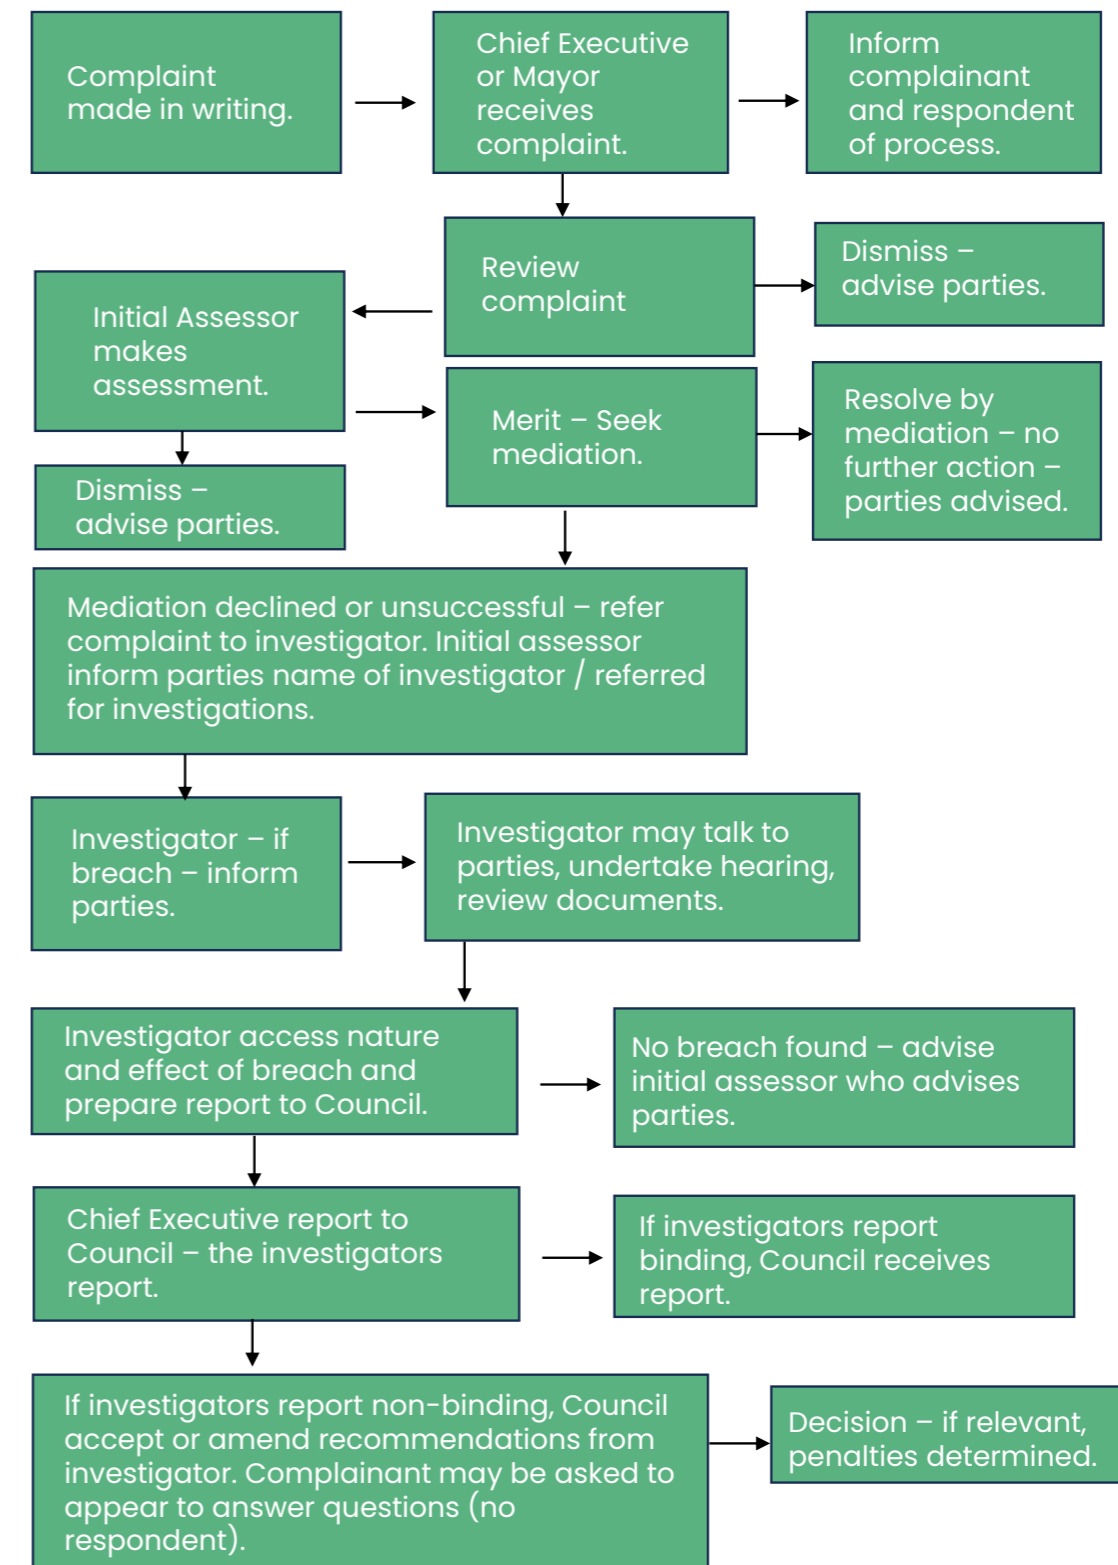 Complaint
made in writing.
Chief Executive
or Mayor
receives
complaint.
Inform
complainant
and respondent
of process.
Review
complaint
Dismiss –
advise parties.
Initial Assessor
makes
assessment.
Merit – Seek
mediation.
Resolve by
mediation – no
further action –
parties advised.
Dismiss –
advise parties.
Mediation declined or unsuccessful – refer
complaint to investigator. Initial assessor
inform parties name of investigator / referred
for investigations.
Investigator – if
breach – inform
parties.
Investigator may talk to
parties, undertake hearing,
review documents.
Investigator access nature
and effect of breach and
prepare report to Council.
No breach found – advise
initial assessor who advises
parties.
Chief Executive report to
Council – the investigators
report.
If investigators report
binding, Council receives
report.
If investigators report non-binding, Council
accept or amend recommendations from
investigator. Complainant may be asked to
appear to answer questions (no
respondent).
Decision – if relevant,
penalties determined.